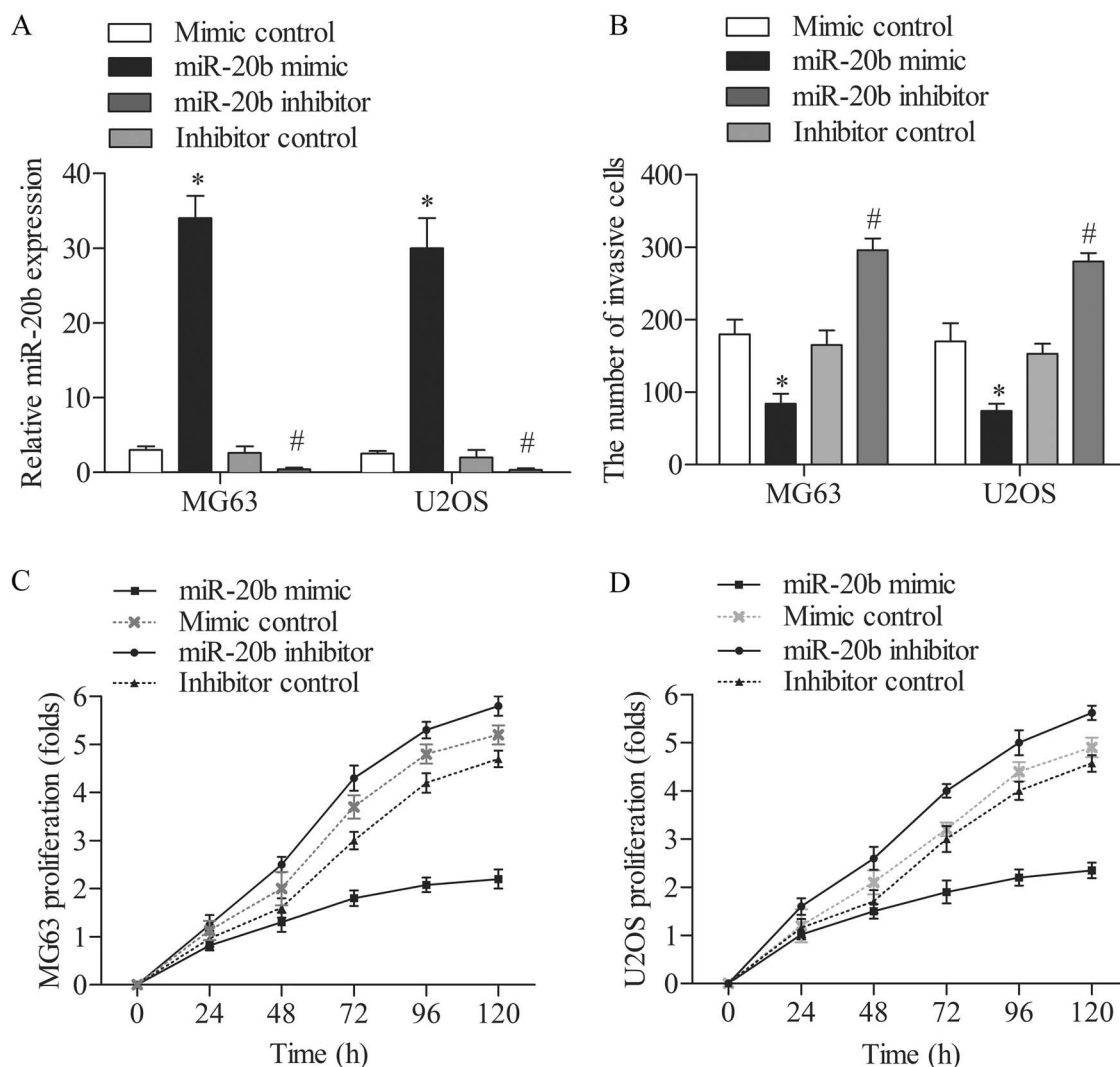 A
Mimic control
miR-20b mimic
miR-20b inhibitor
Inhibitor control
Relative miR-20b expression
40
30
20
10
0
*
*
#
#
MG63
U2OS
B
Mimic control
miR-20b mimic
miR-20b inhibitor
Inhibitor control
The number of invasive cells
400
300
200
100
0
*
#
*
#
MG63
U2OS
C
miR-20b mimic
Mimic control
miR-20b inhibitor
Inhibitor control
MG63 proliferation (folds)
6
5
4
3
2
1
0
0 24 48 72 96 120
Time (h)
D
miR-20b mimic
Mimic control
miR-20b inhibitor
Inhibitor control
U2OS proliferation (folds)
6
5
4
3
2
1
0
0 24 48 72 96 120
Time (h)